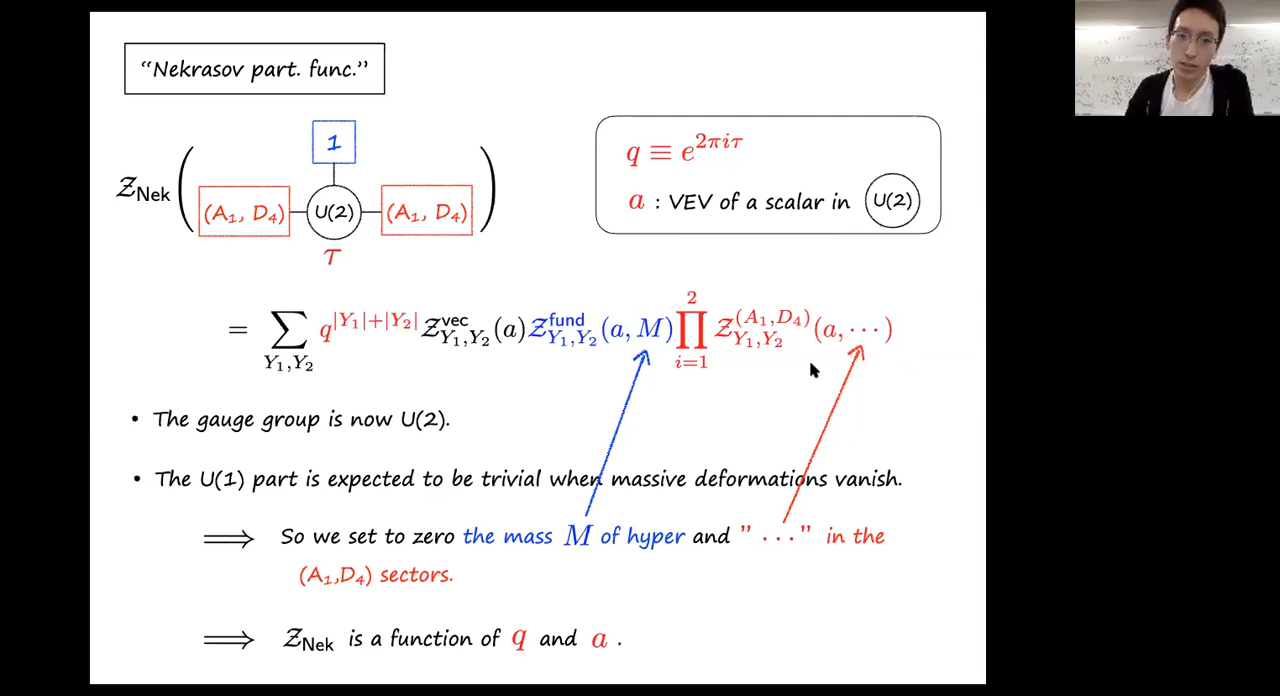 “Nekrasov part. func.”
1
Z_Nek ( (A₁, D₄) U(2) (A₁, D₄) )
τ
q ≡ e^{2πiτ}
a : VEV of a scalar in U(2)
= ∑_{Y₁,Y₂} q^{|Y₁|+|Y₂|} Z^{vec}_{Y₁,Y₂}(a) Z^{fund}_{Y₁,Y₂}(a, M) ∏_{i=1}^{2} Z^{(A₁,D₄)}_{Y₁,Y₂}(a, ⋯)
• The gauge group is now U(2).
• The U(1) part is expected to be trivial when massive deformations vanish.
⟹ So we set to zero the mass M of hyper and ” ⋯ ” in the
(A₁,D₄) sectors.
⟹ Z_Nek is a function of q and a .